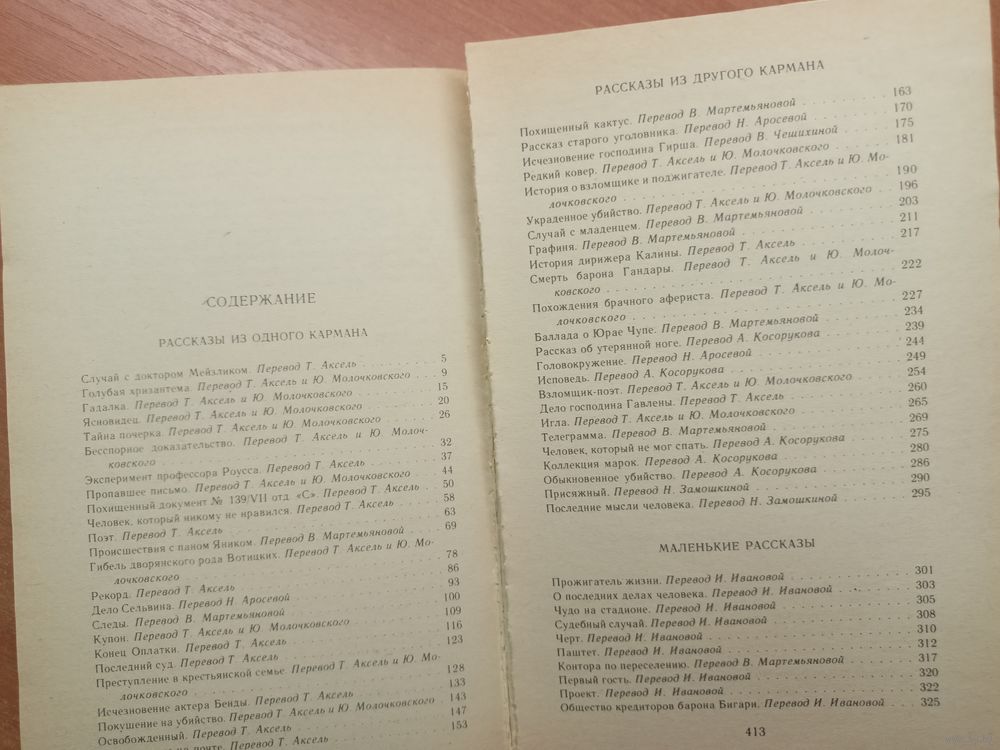 СОДЕРЖАНИЕ
РАССКАЗЫ ИЗ ОДНОГО КАРМАНА
Случай с доктором Мейзликом. Перевод Т. Аксель . . . 5
Голубая хризантема. Перевод Т. Аксель и Ю. Молочковского . . . 9
Гадалка. Перевод Т. Аксель и Ю. Молочковского . . . 15
Ясновидец. Перевод Т. Аксель и Ю. Молочковского . . . 20
Тайна почерка. Перевод Т. Аксель и Ю. Молочковского . . . 26
Бесспорное доказательство. Перевод Т. Аксель и Ю. Молоч-
ковского . . . 32
Эксперимент профессора Роусса. Перевод Т. Аксель . . . 37
Пропавшее письмо. Перевод Т. Аксель и Ю. Молочковского . . . 44
Похищенный документ № 139/VII отд. «С». Перевод Т. Аксель . . . 50
Человек, который никому не нравился. Перевод Т. Аксель . . . 58
Поэт. Перевод Т. Аксель . . . 63
Происшествия с паном Яником. Перевод В. Мартемьяновой . . . 69
Гибель дворянского рода Вотицких. Перевод Т. Аксель и Ю. Мо-
лочковского . . . 78
Рекорд. Перевод Т. Аксель . . . 86
Дело Сельвина. Перевод Н. Аросевой . . . 93
Следы. Перевод В. Мартемьяновой . . . 100
Купон. Перевод Т. Аксель и Ю. Молочковского . . . 109
Конец Оплатки. Перевод Т. Аксель . . . 116
Последний суд. Перевод Т. Аксель . . . 123
Преступление в крестьянской семье. Перевод Т. Аксель и Ю. Мо-
лочковского . . . 128
Исчезновение актера Бенды. Перевод Т. Аксель . . . 133
Покушение на убийство. Перевод Т. Аксель и Ю. Молочковского . . . 143
Освобожденный. Перевод Т. Аксель . . . 147
на почте. Перевод Т. Аксель . . . 153
РАССКАЗЫ ИЗ ДРУГОГО КАРМАНА
Похищенный кактус. Перевод В. Мартемьяновой . . . 163
Рассказ старого уголовника. Перевод Н. Аросевой . . . 170
Исчезновение господина Гирша. Перевод В. Чешихиной . . . 175
Редкий ковер. Перевод Т. Аксель и Ю. Молочковского . . . 181
История о взломщике и поджигателе. Перевод Т. Аксель и Ю. Мо-
лочковского . . . 190
Украденное убийство. Перевод Т. Аксель и Ю. Молочковского . . . 196
Случай с младенцем. Перевод В. Мартемьяновой . . . 203
Графиня. Перевод В. Мартемьяновой . . . 211
История дирижера Калины. Перевод Т. Аксель . . . 217
Смерть барона Гандары. Перевод Т. Аксель и Ю. Молоч-
ковского . . . 222
Похождения брачного афериста. Перевод Т. Аксель и Ю. Мо-
лочковского . . . 227
Баллада о Юрае Чупе. Перевод В. Мартемьяновой . . . 234
Рассказ об утерянной ноге. Перевод А. Косорукова . . . 239
Головокружение. Перевод Н. Аросевой . . . 244
Исповедь. Перевод А. Косорукова . . . 249
Взломщик-поэт. Перевод Т. Аксель и Ю. Молочковского . . . 254
Дело господина Гавлены. Перевод Т. Аксель . . . 260
Игла. Перевод Т. Аксель и Ю. Молочковского . . . 265
Телеграмма. Перевод В. Мартемьяновой . . . 269
Человек, который не мог спать. Перевод А. Косорукова . . . 275
Коллекция марок. Перевод А. Косорукова . . . 280
Обыкновенное убийство. Перевод А. Косорукова . . . 286
Присяжный. Перевод Н. Замошкиной . . . 290
Последние мысли человека. Перевод Н. Замошкиной . . . 295
МАЛЕНЬКИЕ РАССКАЗЫ
Прожигатель жизни. Перевод И. Ивановой . . . 301
О последних делах человека. Перевод И. Ивановой . . . 303
Чудо на стадионе. Перевод И. Ивановой . . . 305
Судебный случай. Перевод И. Ивановой . . . 308
Черт. Перевод И. Ивановой . . . 310
Паштет. Перевод И. Ивановой . . . 312
Контора по переселению. Перевод В. Мартемьяновой . . . 317
Первый гость. Перевод И. Ивановой . . . 320
Проект. Перевод И. Ивановой . . . 322
Общество кредиторов барона Бигари. Перевод И. Ивановой . . . 325
413